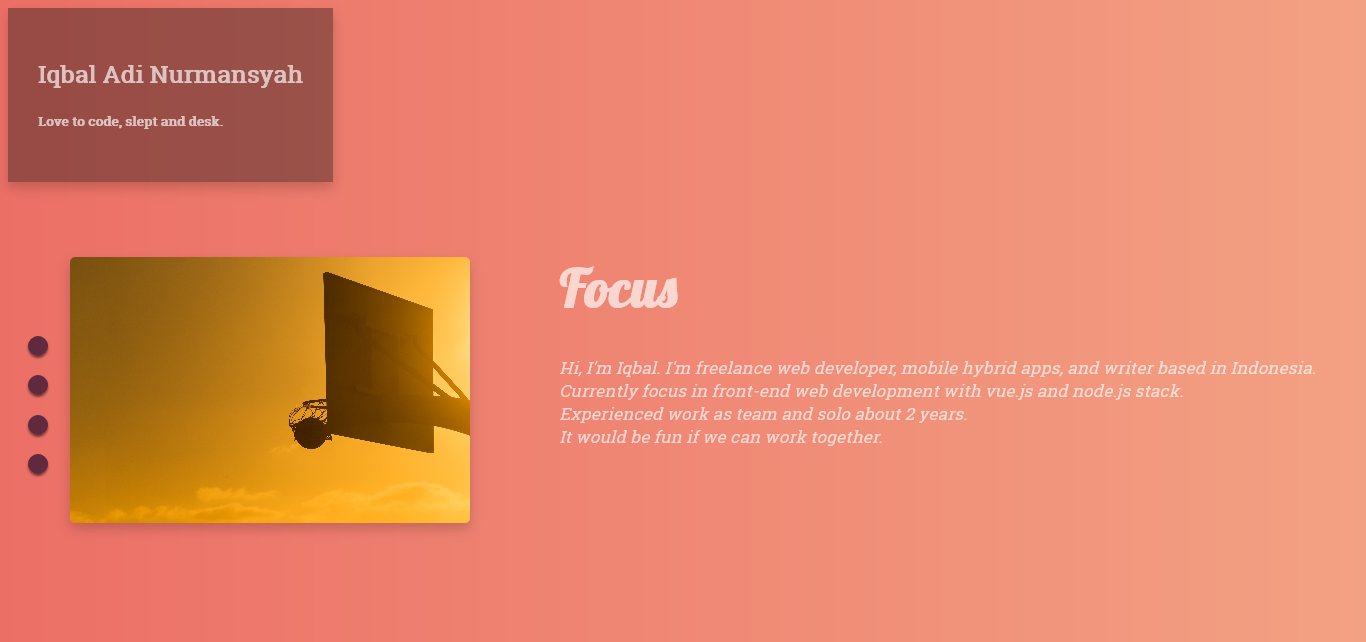 Iqbal Adi Nurmansyah
Love to code, slept and desk.
Focus
Hi, I'm Iqbal. I'm freelance web developer, mobile hybrid apps, and writer based in Indonesia.
Currently focus in front-end web development with vue.js and node.js stack.
Experienced work as team and solo about 2 years.
It would be fun if we can work together.